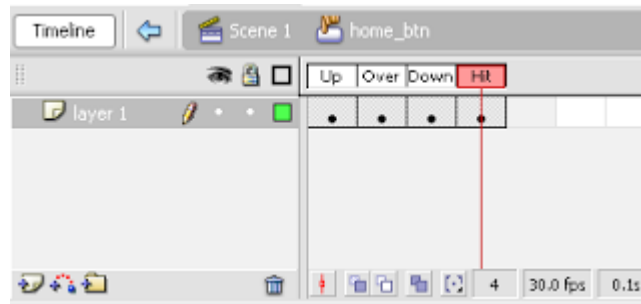 Timeline Scene 1 home_btn
Up Over Down Hit
layer 1
4 30.0 fps 0.1s